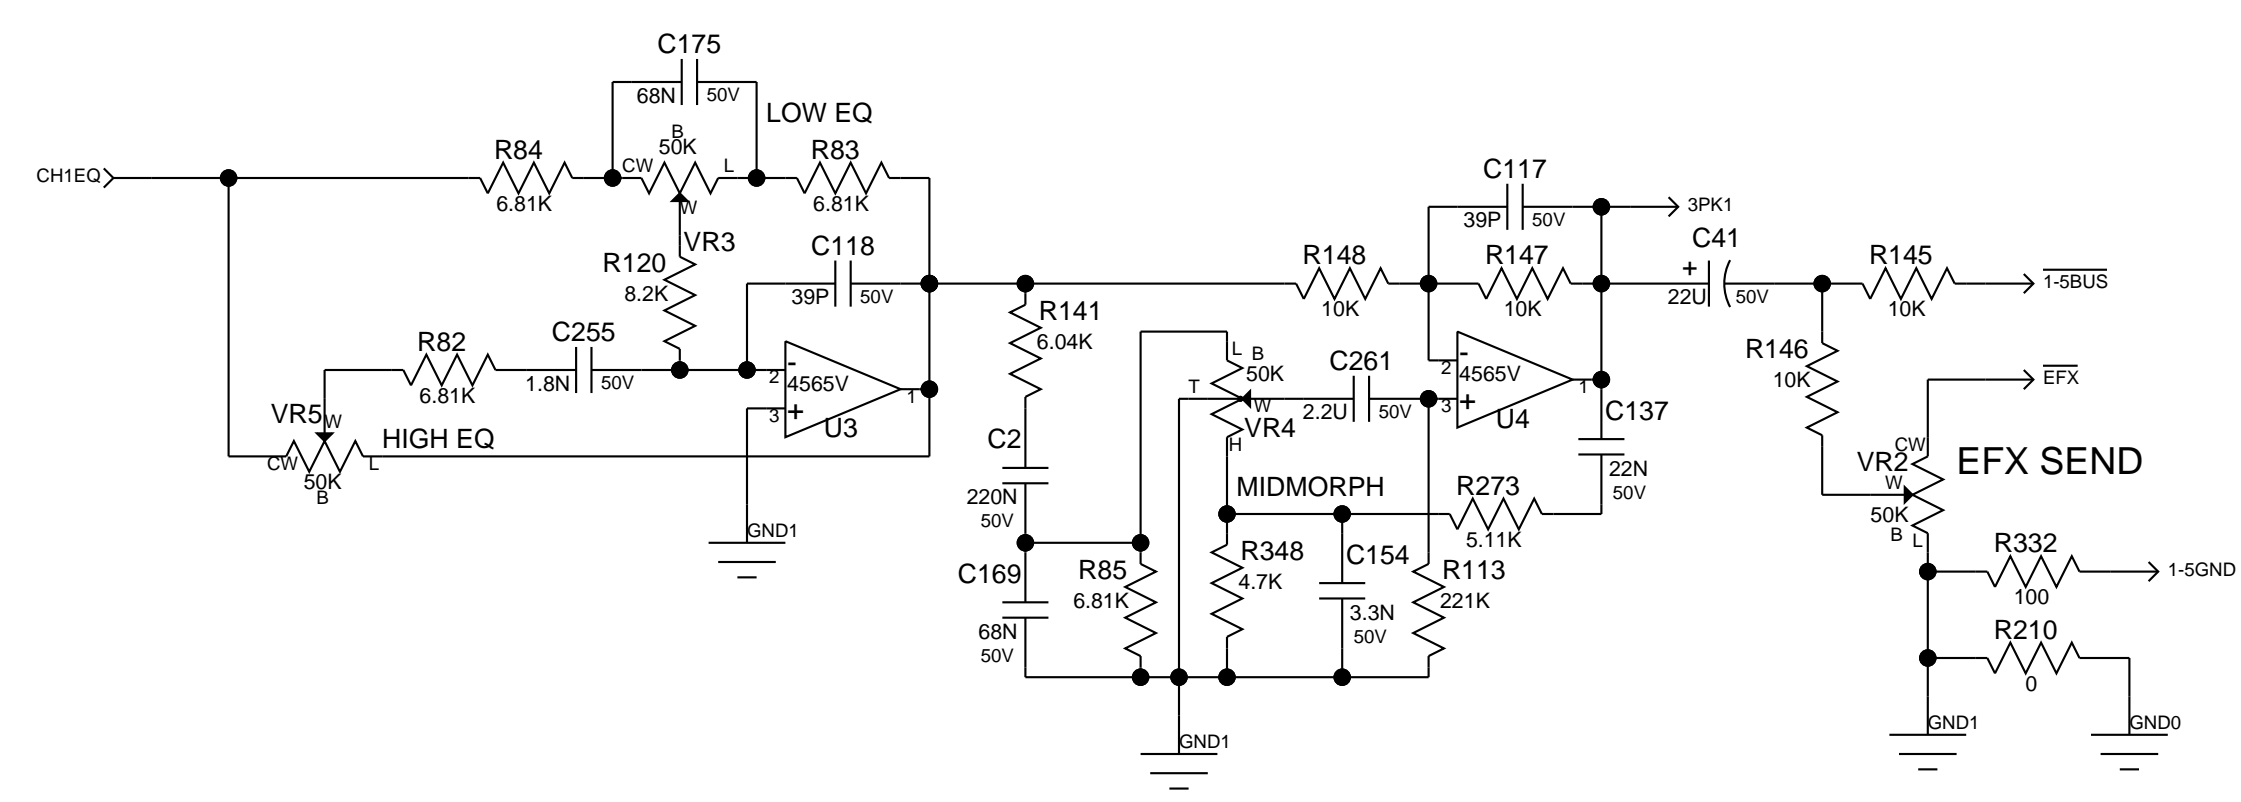 C175
68N 50V
LOW EQ
B
50K
CW L
W
VR3
R84
6.81K
R83
6.81K
CH1EQ
R120
8.2K
C118
39P 50V
R82
6.81K
C255
1.8N 50V
2 - 4565V
3 +
1
U3
VR5 W
CW L
50K
B
HIGH EQ
GND1
R141
6.04K
C2
220N
50V
C169
68N
50V
R85
6.81K
L B
50K
T
W
VR4
H
MIDMORPH
C261
2.2U 50V
R148
10K
C117
39P 50V
R147
10K
2 - 4565V
3 +
1
U4
3PK1
C41
+
22U 50V
R145
10K
1-5BUS
C137
22N
50V
R273
5.11K
R348
4.7K
C154
3.3N
50V
R113
221K
GND1
R146
10K
EFX
CW
VR2
W
50K
B L
EFX SEND
R332
100
1-5GND
R210
0
GND1
GND0